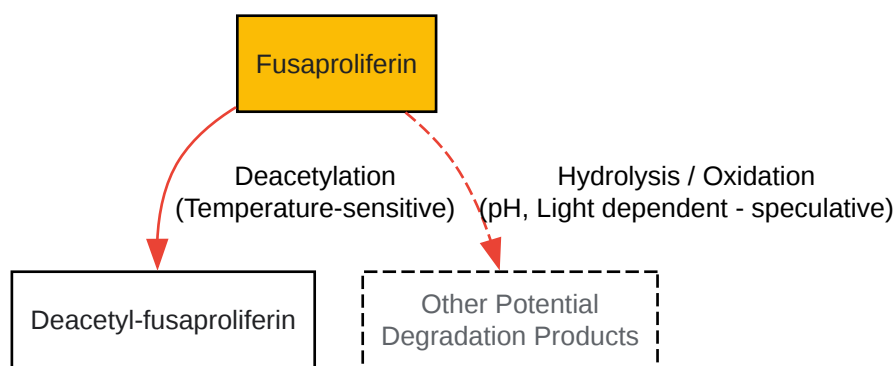 Fusaproliferin
Deacetylation
(Temperature-sensitive)
Hydrolysis / Oxidation
(pH, Light dependent - speculative)
Deacetyl-fusaproliferin
Other Potential
Degradation Products